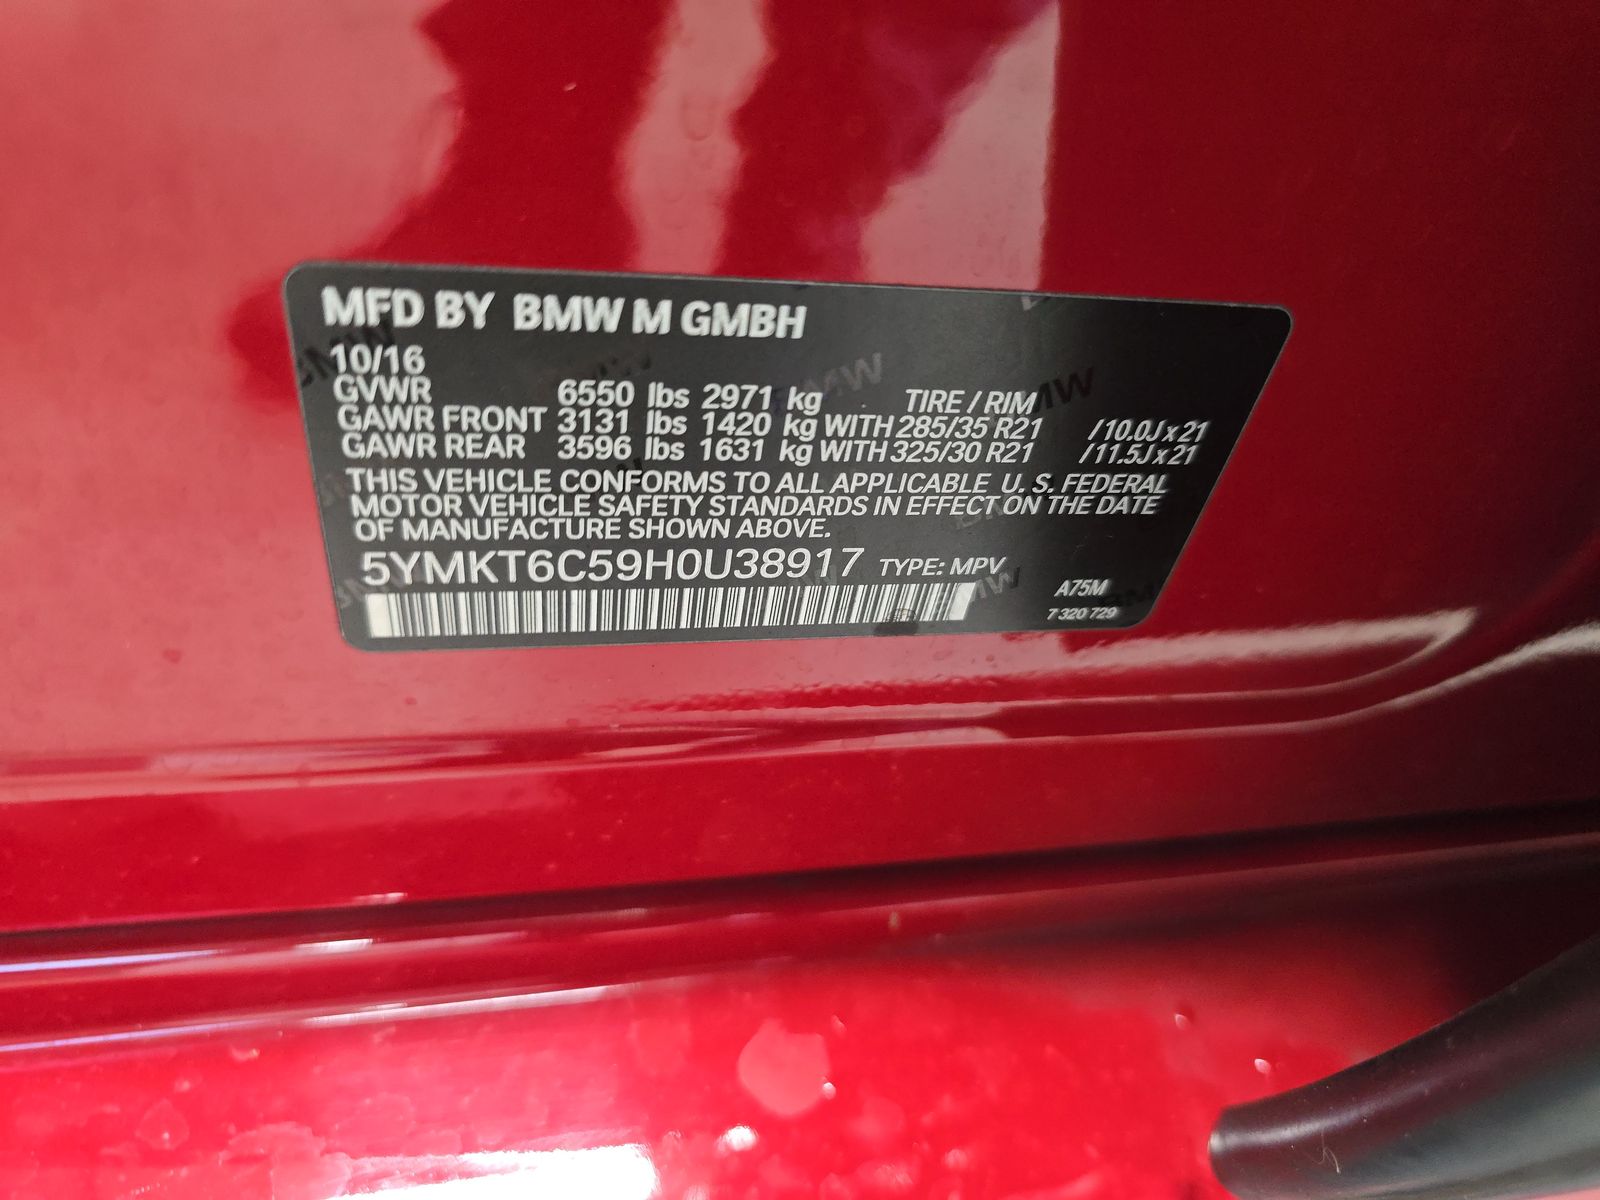 MFD BY BMW M GMBH
10/16
GVWR 6550 lbs 2971 kg TIRE / RIM
GAWR FRONT 3131 lbs 1420 kg WITH 285/35 R21 / 10.0J x 21
GAWR REAR 3596 lbs 1631 kg WITH 325/30 R21 / 11.5J x 21
THIS VEHICLE CONFORMS TO ALL APPLICABLE U. S. FEDERAL
MOTOR VEHICLE SAFETY STANDARDS IN EFFECT ON THE DATE
OF MANUFACTURE SHOWN ABOVE.
5YMKT6C59H0U38917 TYPE: MPV
A75M
7 320 729